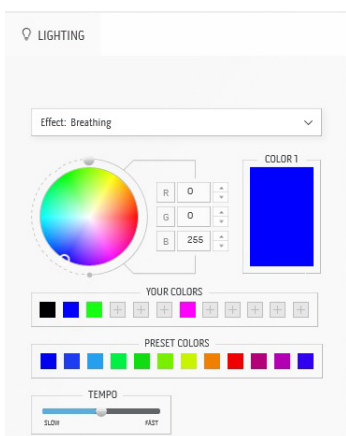 LIGHTING
Effect: Breathing
COLOR 1
R 0
G 0
B 255
YOUR COLORS
PRESET COLORS
TEMPO
SLOW FAST